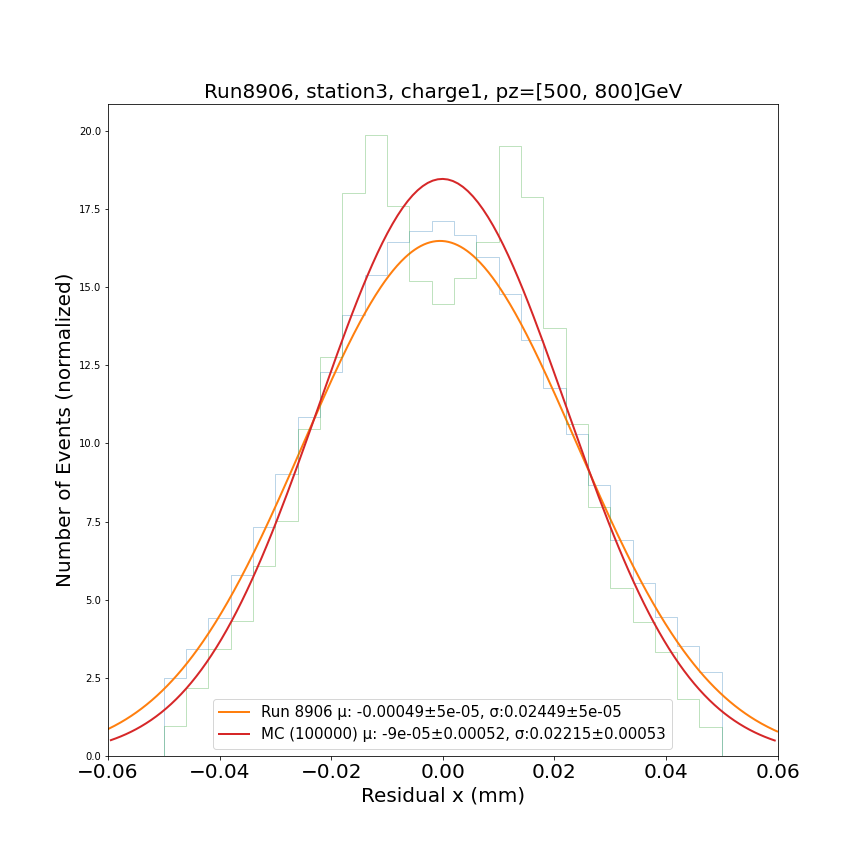 Run8906, station3, charge1, pz=[500, 800]GeV
Number of Events (normalized)
20.0
17.5
15.0
12.5
10.0
7.5
5.0
2.5
0.0
Run 8906 μ: -0.00049±5e-05, σ:0.02449±5e-05
MC (100000) μ: -9e-05±0.00052, σ:0.02215±0.00053
−0.06 −0.04 −0.02 0.00 0.02 0.04 0.06
Residual x (mm)